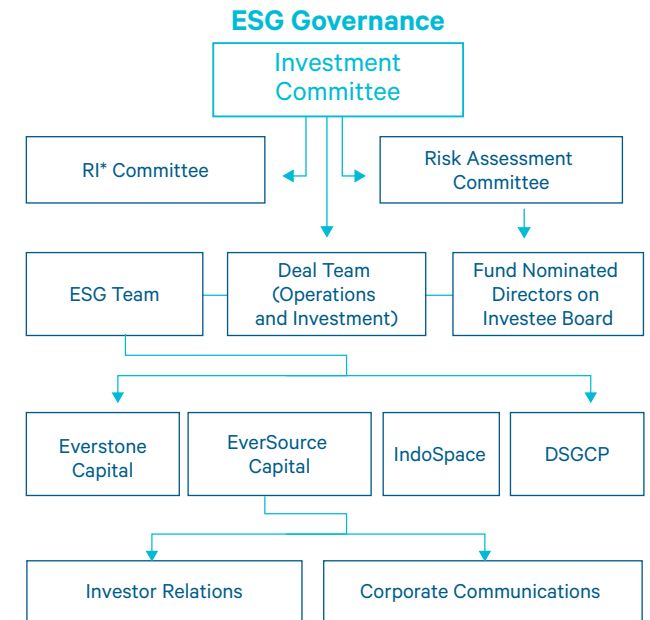 ESG Governance
Investment
Committee
RI* Committee
Risk Assessment
Committee
ESG Team
Deal Team
(Operations
and Investment)
Fund Nominated
Directors on
Investee Board
Everstone
Capital
EverSource
Capital
IndoSpace
DSGCP
Investor Relations
Corporate Communications